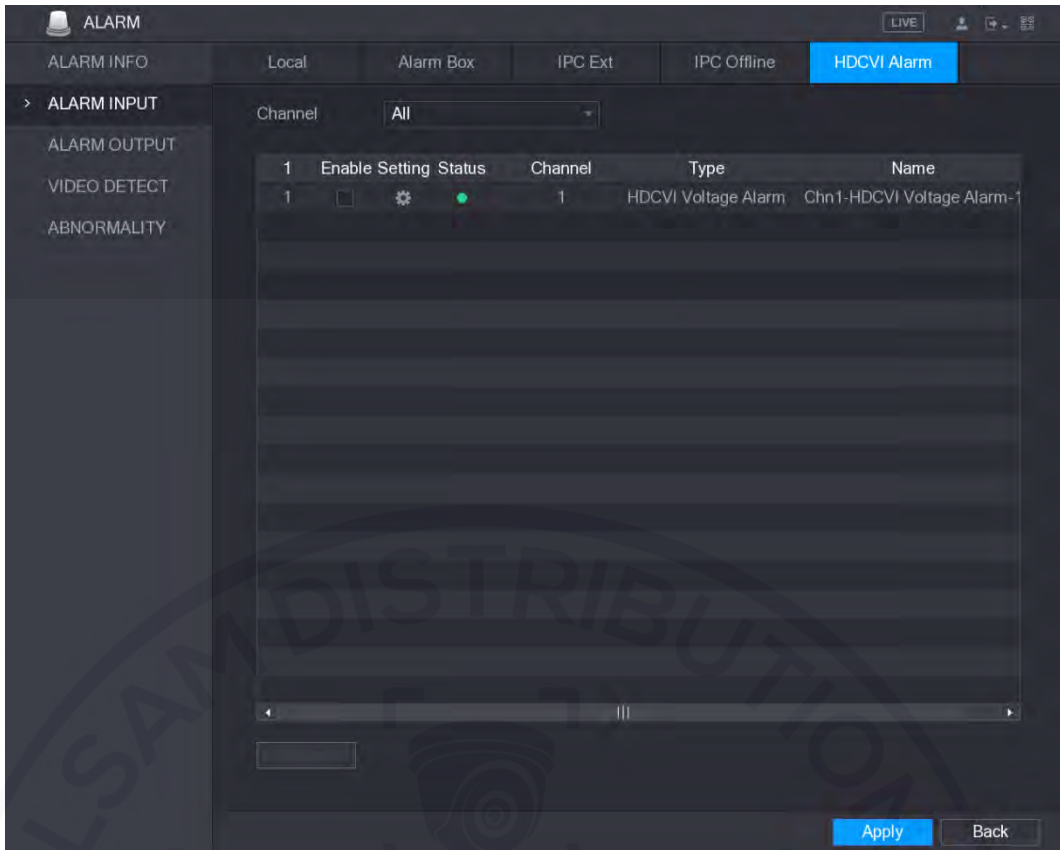 ALARM LIVE
ALARM INFO
ALARM INPUT
ALARM OUTPUT
VIDEO DETECT
ABNORMALITY
Local Alarm Box IPC Ext IPC Offline HDCVI Alarm
Channel All
1 Enable Setting Status Channel Type Name
1 1 HDCVI Voltage Alarm Chn1-HDCVI Voltage Alarm-1
Apply Back
LSAM DISTRIBUTION